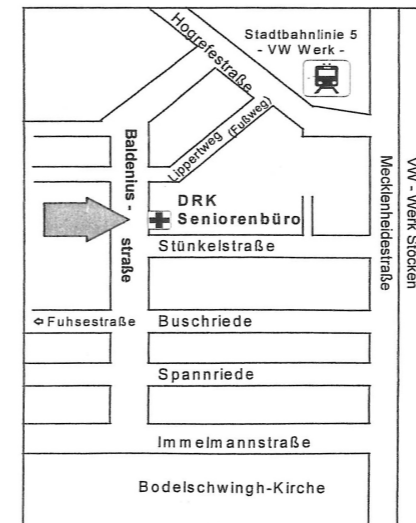 Stadtbahnlinie 5
- VW Werk -
Hogrefestraße
Lippertweg (Fußweg)
Baldenius -
straße
DRK
Seniorenbüro
Stünkelstraße
Mecklenheidestraße
VW - Werk Stöcken
Fuhsestraße
Buschriede
Spannriede
Immelmannstraße
Bodelschwingh-Kirche